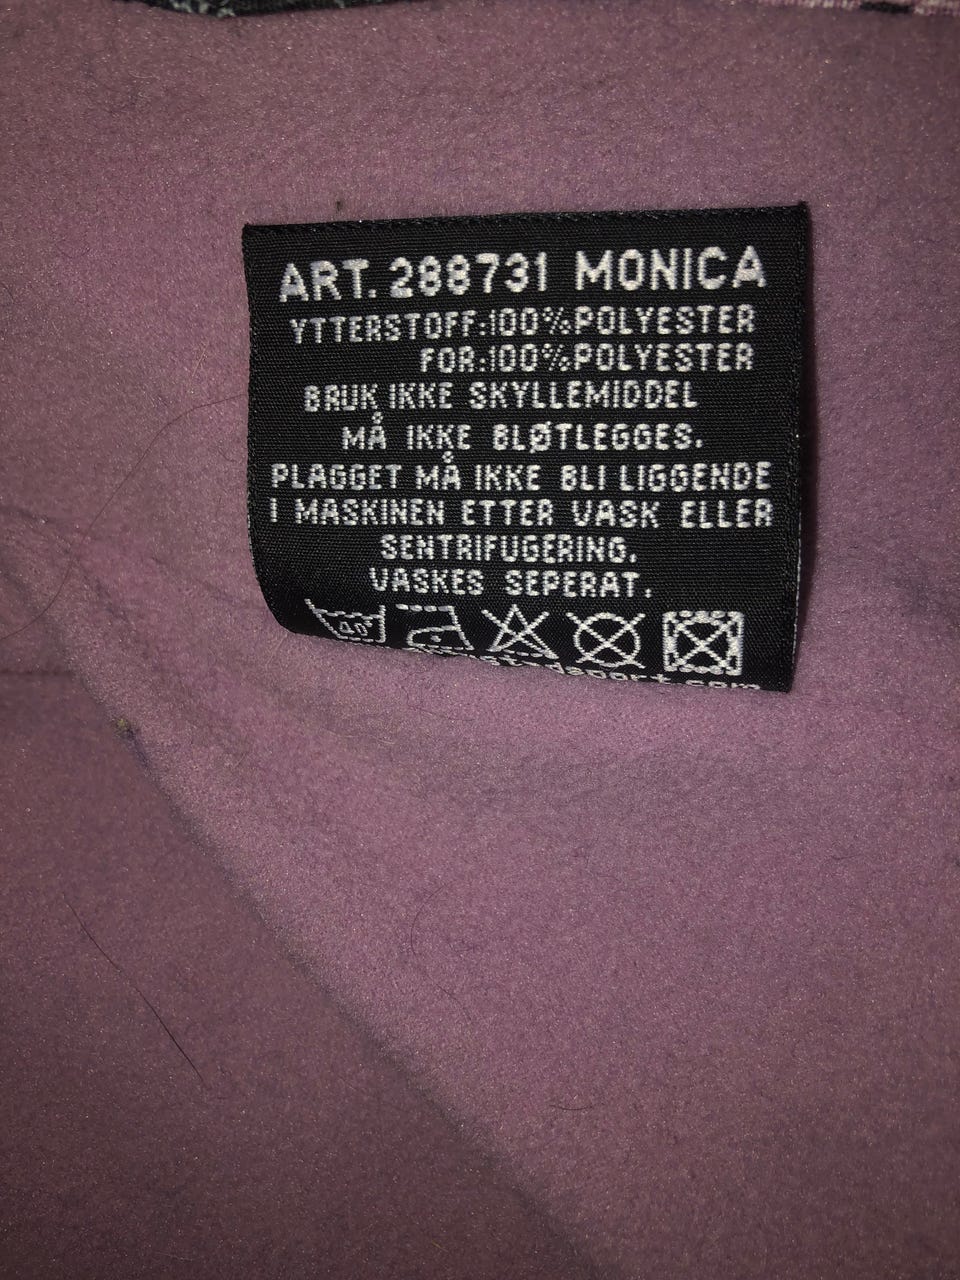 ART. 288731 MONICA
YTTERSTOFF:100%POLYESTER
FOR:100%POLYESTER
BRUK IKKE SKYLLEMIDDEL
MÅ IKKE BLØTLEGGES.
PLAGGET MÅ IKKE BLI LIGGENDE
I MASKINEN ETTER VASK ELLER
SENTRIFUGERING.
VASKES SEPERAT.
40°